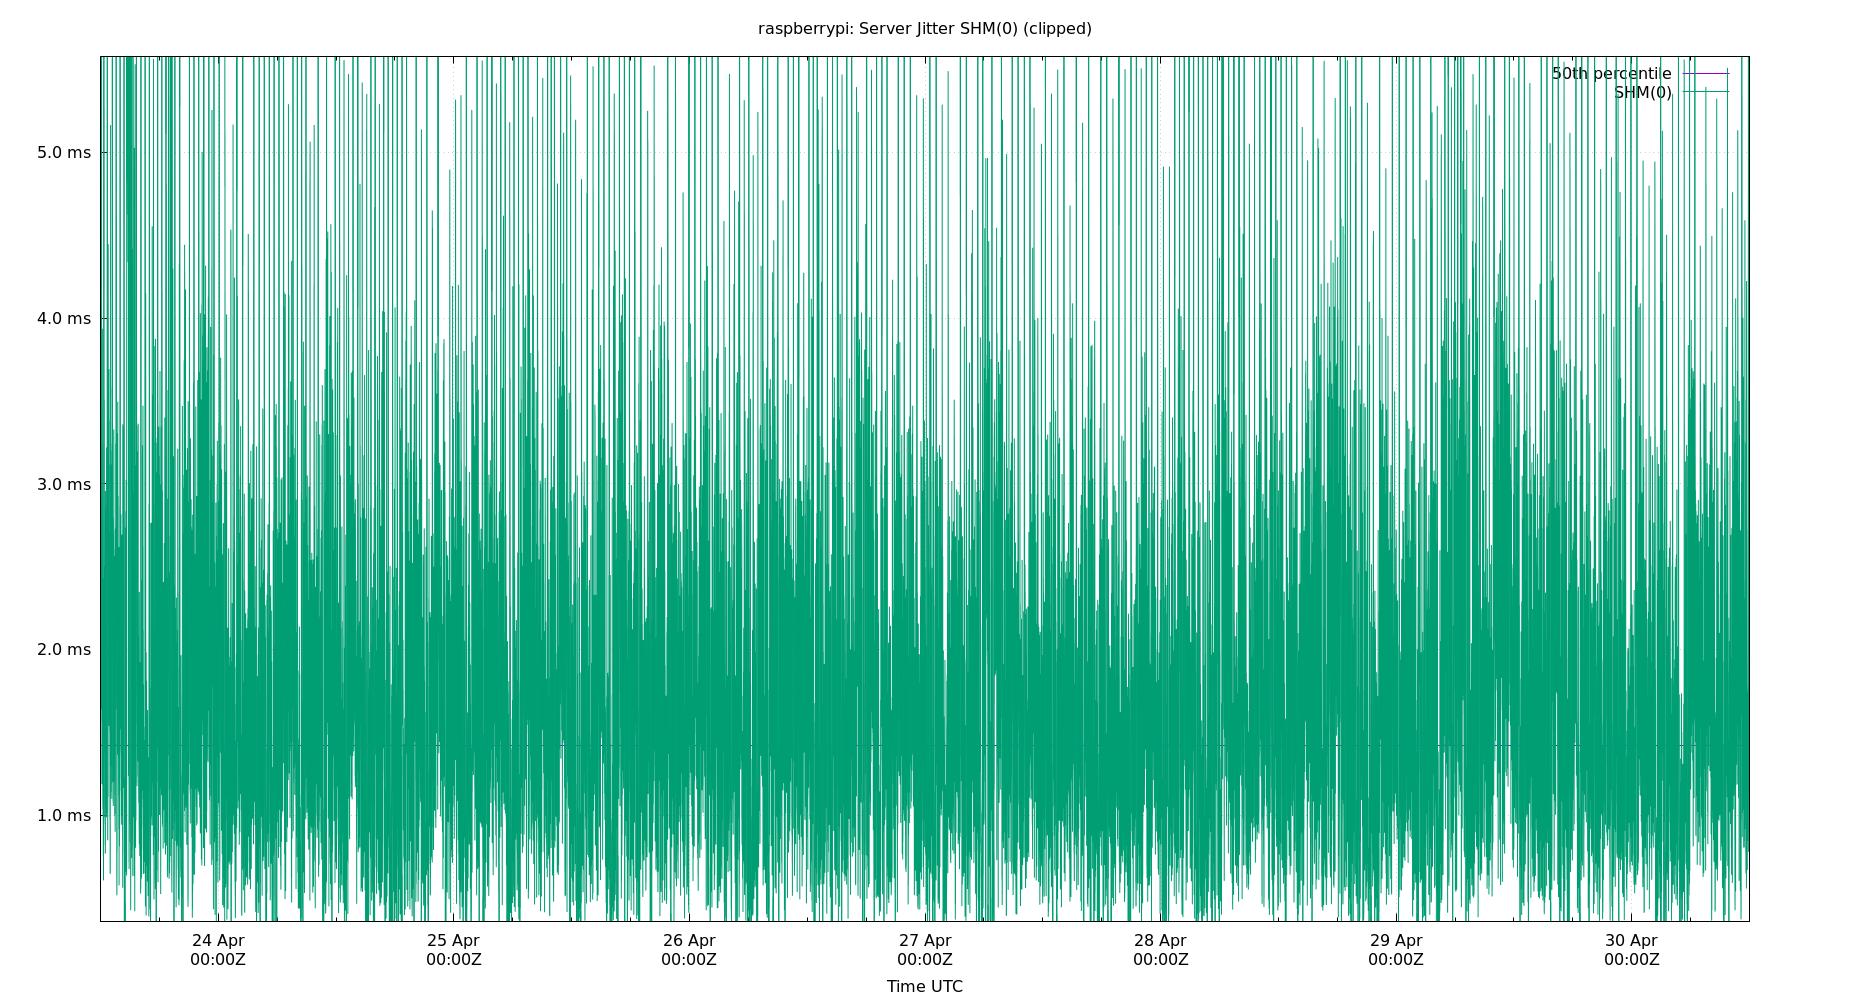 raspberrypi: Server Jitter SHM(0) (clipped)
50th percentile
SHM(0)
5.0 ms
4.0 ms
3.0 ms
2.0 ms
1.0 ms
24 Apr 25 Apr 26 Apr 27 Apr 28 Apr 29 Apr 30 Apr
00:00Z 00:00Z 00:00Z 00:00Z 00:00Z 00:00Z 00:00Z
Time UTC